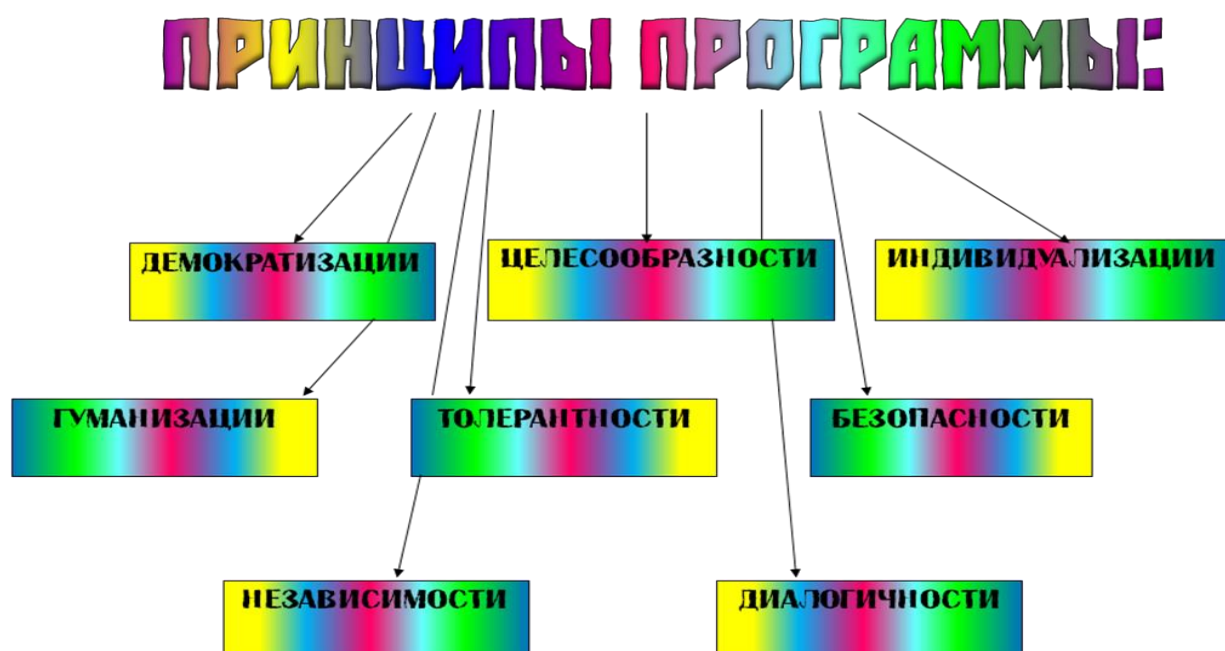 ПРИНЦИПЫ ПРОГРАММЫ:
ДЕМОКРАТИЗАЦИИ
ЦЕЛЕСООБРАЗНОСТИ
ИНДИВИДУАЛИЗАЦИИ
ГУМАНИЗАЦИИ
ТОЛЕРАНТНОСТИ
БЕЗОПАСНОСТИ
НЕЗАВИСИМОСТИ
ДИАЛОГИЧНОСТИ